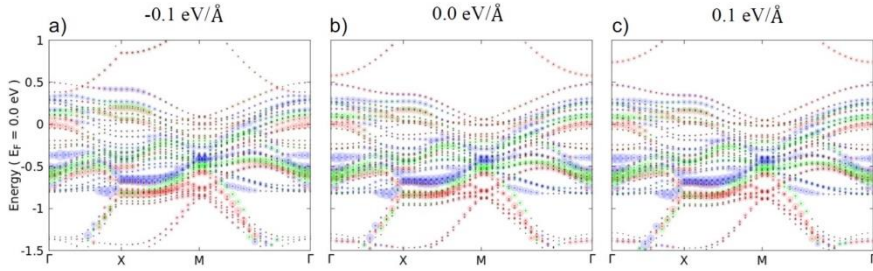 -0.1 eV/Å 0.0 eV/Å 0.1 eV/Å
a) b) c)
1
0.5
0
-0.5
-1
-1.5
Energy ( E_F = 0.0 eV )
Γ X M Γ Γ X M Γ Γ X M Γ